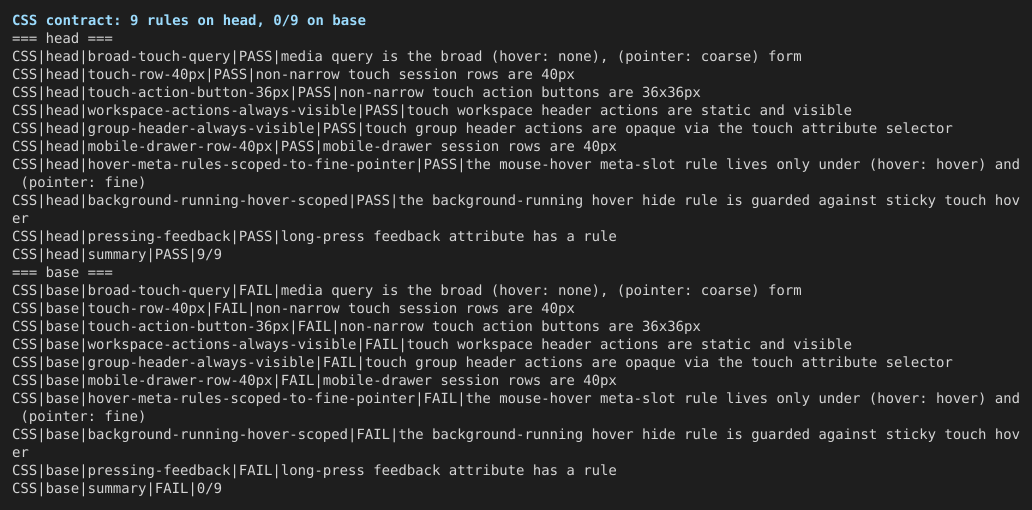 CSS contract: 9 rules on head, 0/9 on base
=== head ===
CSS|head|broad-touch-query|PASS|media query is the broad (hover: none), (pointer: coarse) form
CSS|head|touch-row-40px|PASS|non-narrow touch session rows are 40px
CSS|head|touch-action-button-36px|PASS|non-narrow touch action buttons are 36x36px
CSS|head|workspace-actions-always-visible|PASS|touch workspace header actions are static and visible
CSS|head|group-header-always-visible|PASS|touch group header actions are opaque via the touch attribute selector
CSS|head|mobile-drawer-row-40px|PASS|mobile-drawer session rows are 40px
CSS|head|hover-meta-rules-scoped-to-fine-pointer|PASS|the mouse-hover meta-slot rule lives only under (hover: hover) and
 (pointer: fine)
CSS|head|background-running-hover-scoped|PASS|the background-running hover hide rule is guarded against sticky touch hov
er
CSS|head|pressing-feedback|PASS|long-press feedback attribute has a rule
CSS|head|summary|PASS|9/9
=== base ===
CSS|base|broad-touch-query|FAIL|media query is the broad (hover: none), (pointer: coarse) form
CSS|base|touch-row-40px|FAIL|non-narrow touch session rows are 40px
CSS|base|touch-action-button-36px|FAIL|non-narrow touch action buttons are 36x36px
CSS|base|workspace-actions-always-visible|FAIL|touch workspace header actions are static and visible
CSS|base|group-header-always-visible|FAIL|touch group header actions are opaque via the touch attribute selector
CSS|base|mobile-drawer-row-40px|FAIL|mobile-drawer session rows are 40px
CSS|base|hover-meta-rules-scoped-to-fine-pointer|FAIL|the mouse-hover meta-slot rule lives only under (hover: hover) and
 (pointer: fine)
CSS|base|background-running-hover-scoped|FAIL|the background-running hover hide rule is guarded against sticky touch hov
er
CSS|base|pressing-feedback|FAIL|long-press feedback attribute has a rule
CSS|base|summary|FAIL|0/9